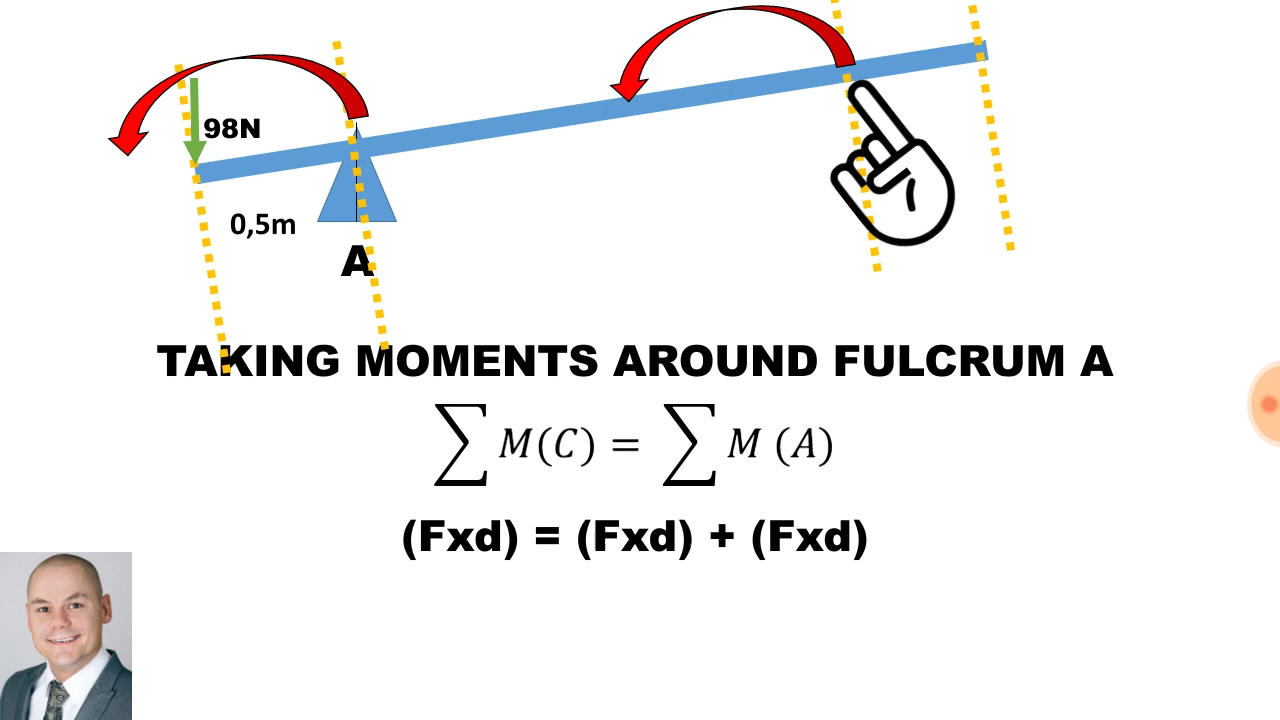 98N
0,5m
A
TAKING MOMENTS AROUND FULCRUM A
∑ M(C) = ∑ M (A)
(Fxd) = (Fxd) + (Fxd)